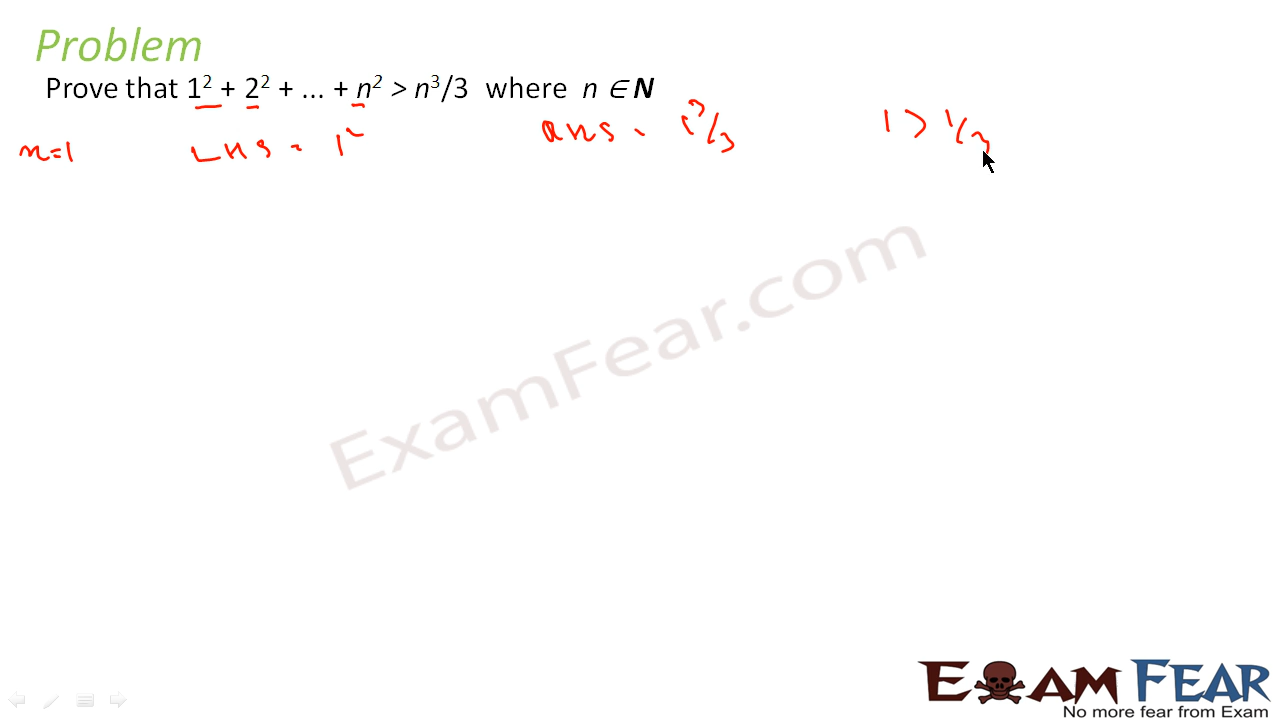 Problem
Prove that 1² + 2² + ... + n² > n³/3 where n ∈ N
n=1 LHS = 1² RHS = 1³/3 1 > 1/3
ExamFear.com
EXAM FEAR
No more fear from Exam